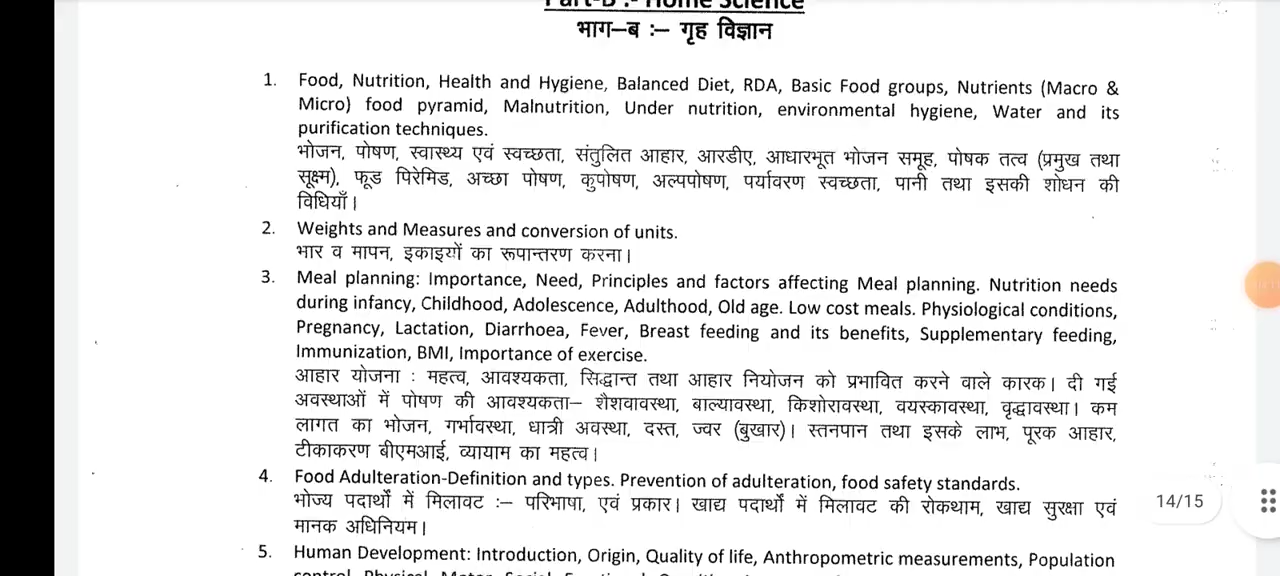 Part-B :- Home Science
भाग–ब :– गृह विज्ञान
1. Food, Nutrition, Health and Hygiene, Balanced Diet, RDA, Basic Food groups, Nutrients (Macro &
Micro) food pyramid, Malnutrition, Under nutrition, environmental hygiene, Water and its
purification techniques.
भोजन, पोषण, स्वास्थ्य एवं स्वच्छता, संतुलित आहार, आरडीए, आधारभूत भोजन समूह, पोषक तत्व (प्रमुख तथा
सूक्ष्म), फूड पिरेमिड, अच्छा पोषण, कुपोषण, अल्पपोषण, पर्यावरण स्वच्छता, पानी तथा इसकी शोधन की
विधियाँ।
2. Weights and Measures and conversion of units.
भार व मापन, इकाइयों का रूपान्तरण करना।
3. Meal planning: Importance, Need, Principles and factors affecting Meal planning. Nutrition needs
during infancy, Childhood, Adolescence, Adulthood, Old age. Low cost meals. Physiological conditions,
Pregnancy, Lactation, Diarrhoea, Fever, Breast feeding and its benefits, Supplementary feeding,
Immunization, BMI, Importance of exercise.
आहार योजना : महत्व, आवश्यकता, सिद्धान्त तथा आहार नियोजन को प्रभावित करने वाले कारक। दी गई
अवस्थाओं में पोषण की आवश्यकता– शैशवावस्था, बाल्यावस्था, किशोरावस्था, वयस्कावस्था, वृद्धावस्था। कम
लागत का भोजन, गर्भावस्था, धात्री अवस्था, दस्त, ज्वर (बुखार)। स्तनपान तथा इसके लाभ, पूरक आहार,
टीकाकरण बीएमआई, व्यायाम का महत्व।
4. Food Adulteration-Definition and types. Prevention of adulteration, food safety standards.
भोज्य पदार्थों में मिलावट :– परिभाषा, एवं प्रकार। खाद्य पदार्थों में मिलावट की रोकथाम, खाद्य सुरक्षा एवं
मानक अधिनियम।
14/15
5. Human Development: Introduction, Origin, Quality of life, Anthropometric measurements, Population